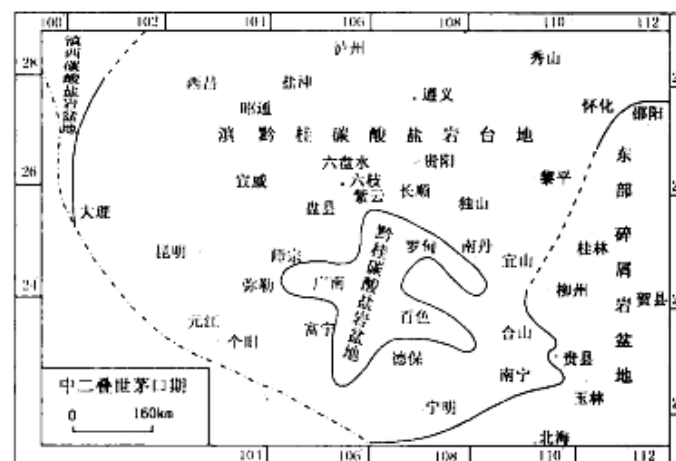 100 102 104 106 108 110 112
泸州
秀山
28
滇西碳酸盐岩盆地
西昌 盐冲
遵义
怀化 邵阳
昭通
滇黔桂碳酸盐岩台地
东部碎屑岩盆地
六盘水 贵阳
26
宣威 六枝 长顺 黎平
紫云
盘县 独山
大理
黔桂碳酸盐岩盆地
罗甸 南丹
昆明 师宗 宜山 桂林
24
弥勒 广南 柳州 贺县
元江 富宁 百色 合山
个旧
德保 贵县
中二叠世茅口期
南宁
0 160km
宁明 玉林
北海
104 106 108 110 112